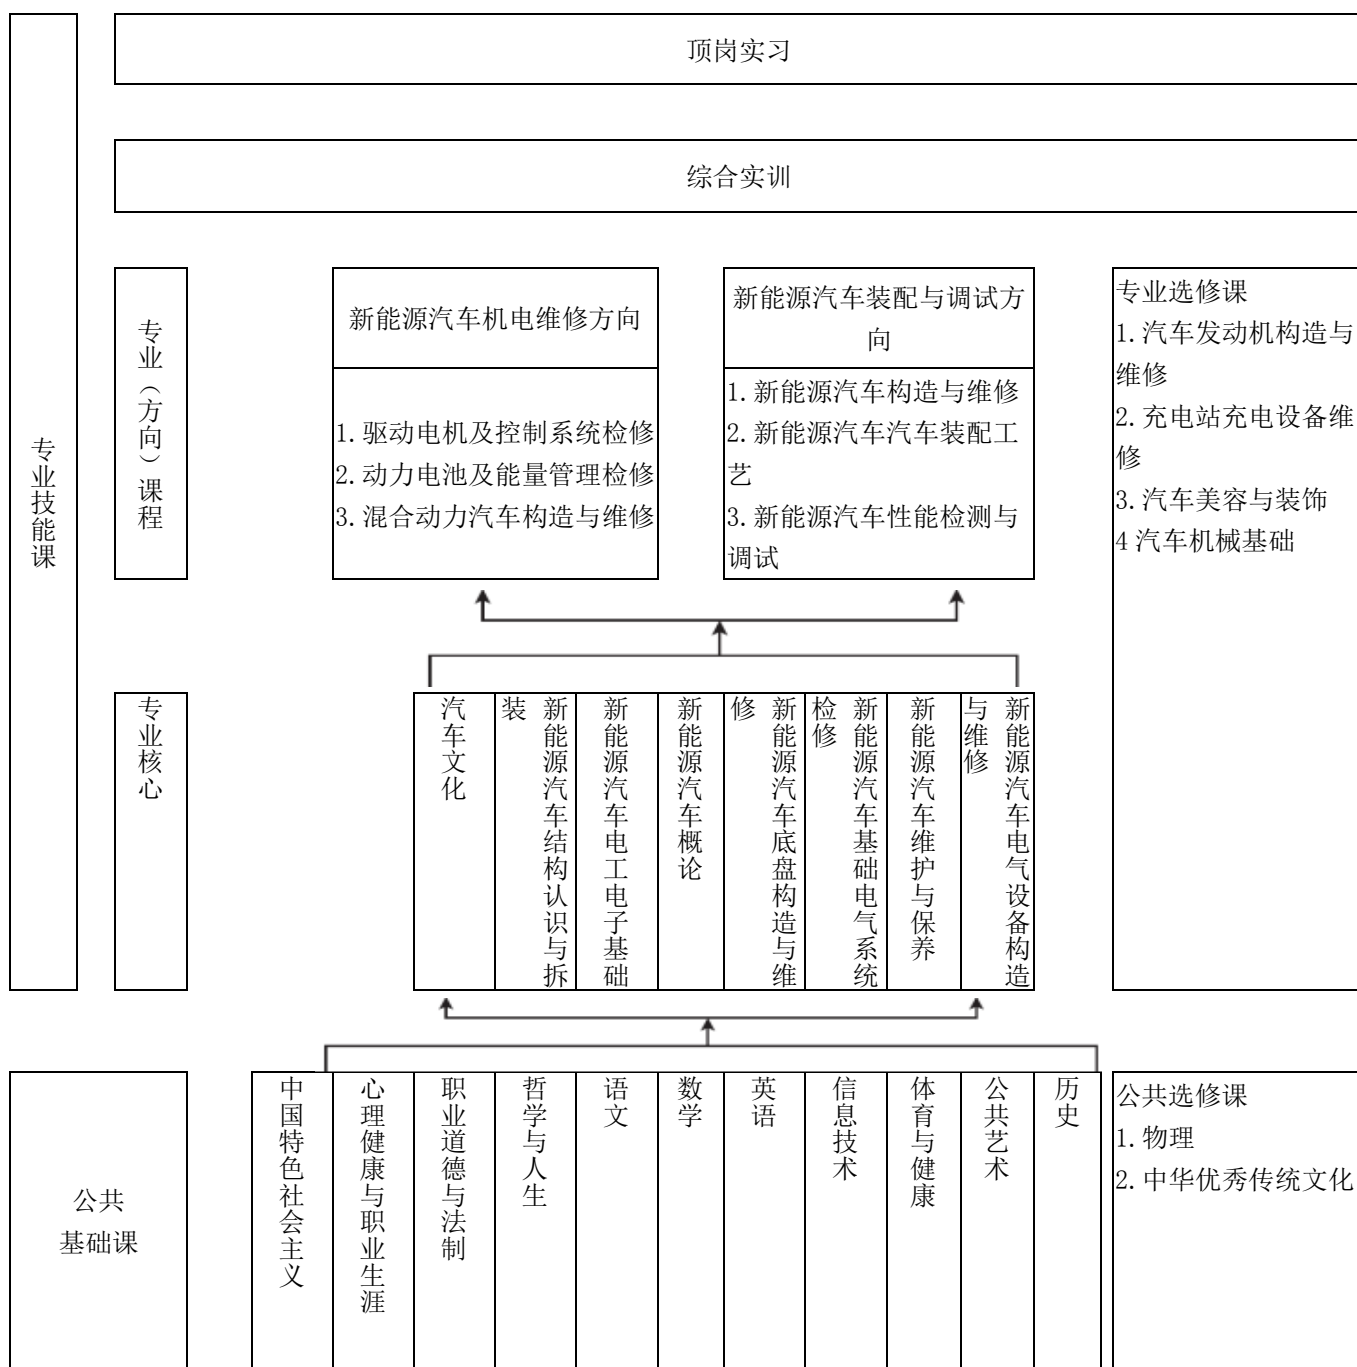 顶岗实习
综合实训
专业技能课
专业（方向）课程
新能源汽车机电维修方向
1.驱动电机及控制系统检修
2.动力电池及能量管理检修
3.混合动力汽车构造与维修
新能源汽车装配与调试方
向
1.新能源汽车构造与维修
2.新能源汽车汽车装配工
艺
3.新能源汽车性能检测与
调试
专业选修课
1.汽车发动机构造与
维修
2.充电站充电设备维
修
3.汽车美容与装饰
4 汽车机械基础
专业核心
汽车文化
新能源汽车结构认识与拆
装
新能源汽车电工电子基础
新能源汽车概论
新能源汽车底盘构造与维
修
新能源汽车基础电气系统
检修
新能源汽车维护与保养
新能源汽车电气设备构造
与维修
公共
基础课
中国特色社会主义
心理健康与职业生涯
职业道德与法制
哲学与人生
语文
数学
英语
信息技术
体育与健康
公共艺术
历史
公共选修课
1.物理
2.中华优秀传统文化